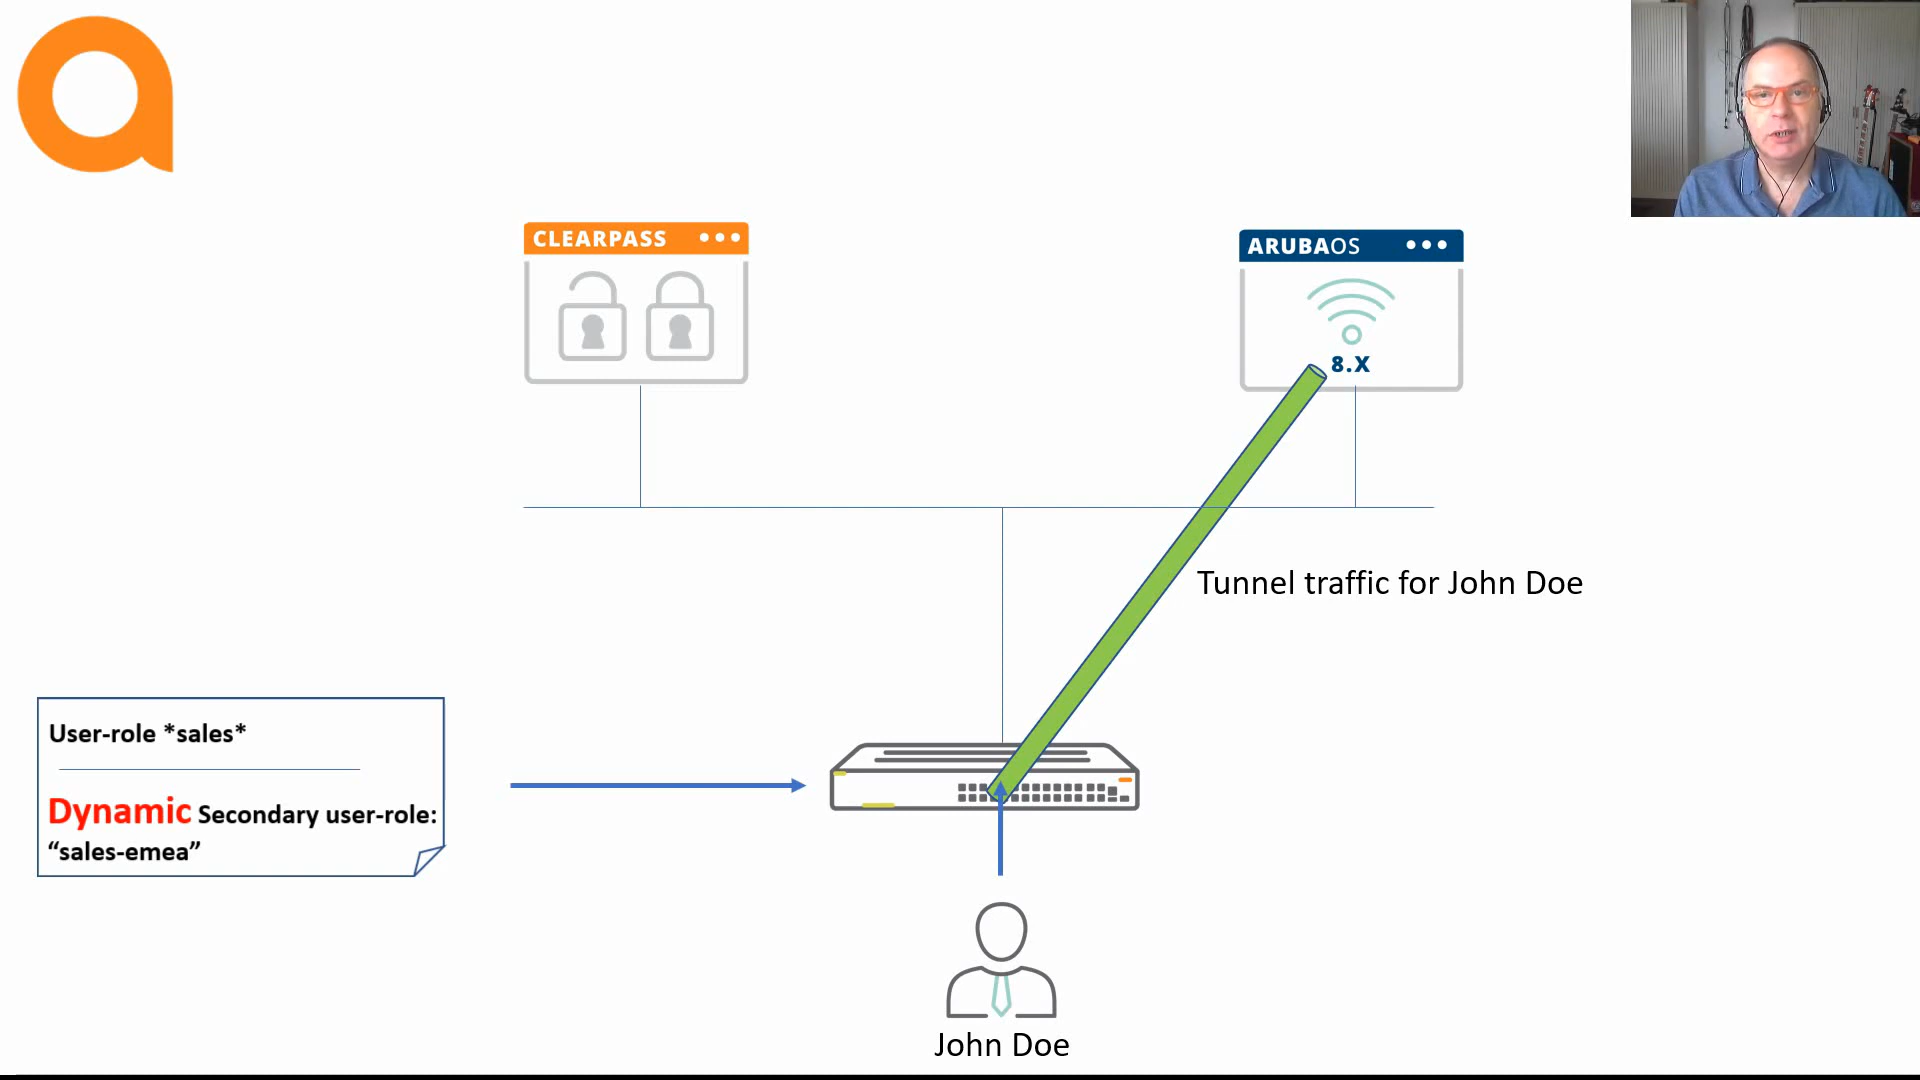 CLEARPASS
ARUBAOS
8.X
Tunnel traffic for John Doe
User-role *sales*
Dynamic Secondary user-role:
“sales-emea”
John Doe